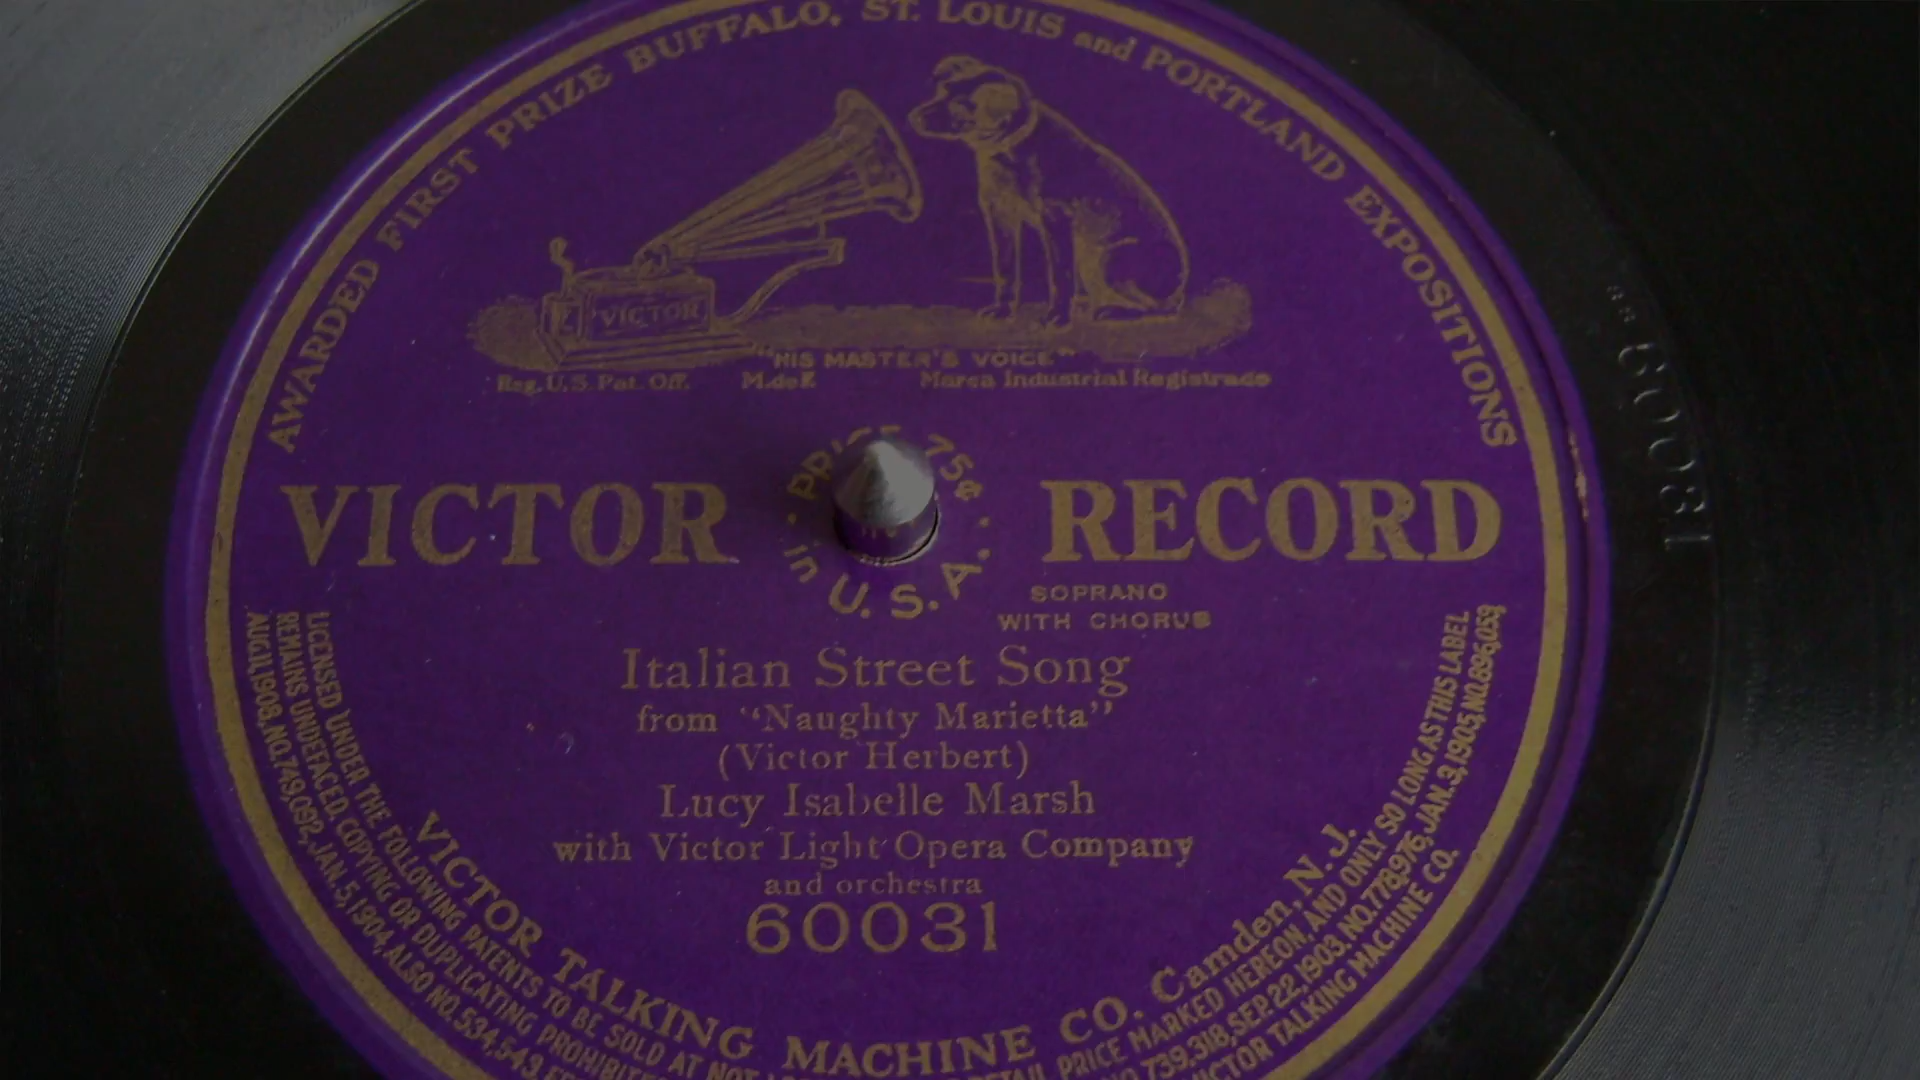 AWARDED FIRST PRIZE BUFFALO, ST. LOUIS and PORTLAND EXPOSITIONS
VICTOR
"HIS MASTER'S VOICE"
Reg. U.S. Pat. Off. M.deF. Marca Industrial Registrada
PRICE 75¢
VICTOR RECORD
in U.S.A.
SOPRANO
WITH CHORUS
Italian Street Song
from "Naughty Marietta"
(Victor Herbert)
Lucy Isabelle Marsh
with Victor Light Opera Company
and orchestra
60031
VICTOR TALKING MACHINE CO. Camden, N. J.
LICENSED UNDER THE FOLLOWING PATENTS TO BE SOLD AT NOT RETAIL PRICE MARKED HEREON, AND ONLY SO LONG AS THIS LABEL
REMAINS UNDEFACED. COPYING OR DUPLICATING PROHIBITED NO. 739,318, SEP. 22, 1903, NO. 778,976, JAN. 3, 1905, NO. 896,059,
AUG. 11, 1908, NO. 749,092, JAN. 5, 1904, ALSO NO. 534,543, VICTOR TALKING MACHINE CO.
60031